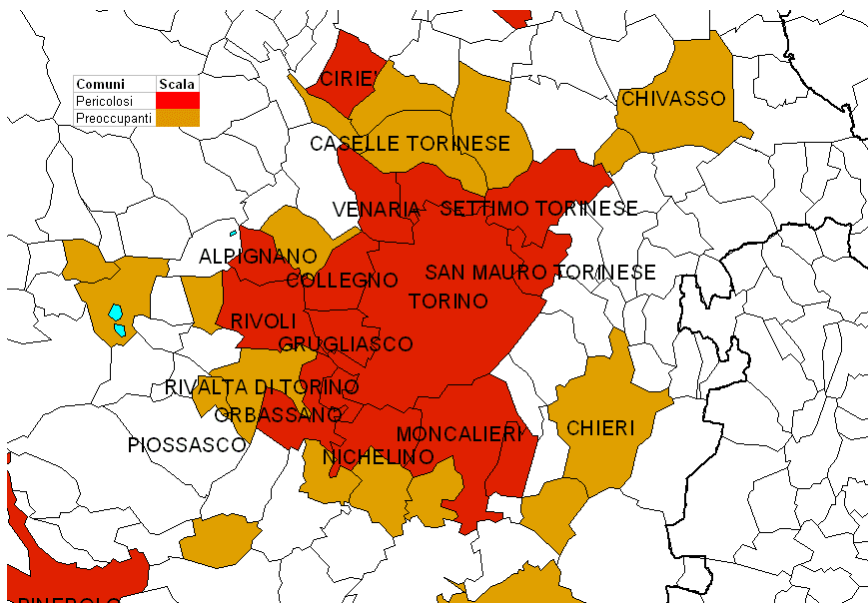 CIRIE'
Comuni Scala
Pericolosi
Preoccupanti
CHIVASSO
CASELLE TORINESE
VENARIA
SETTIMO TORINESE
ALPIGNANO
COLLEGNO
SAN MAURO TORINESE
TORINO
RIVOLI
GRUGLIASCO
RIVALTA DI TORINO
ORBASSANO
PIOSSASCO
MONCALIERI
CHIERI
NICHELINO
PINEROLO